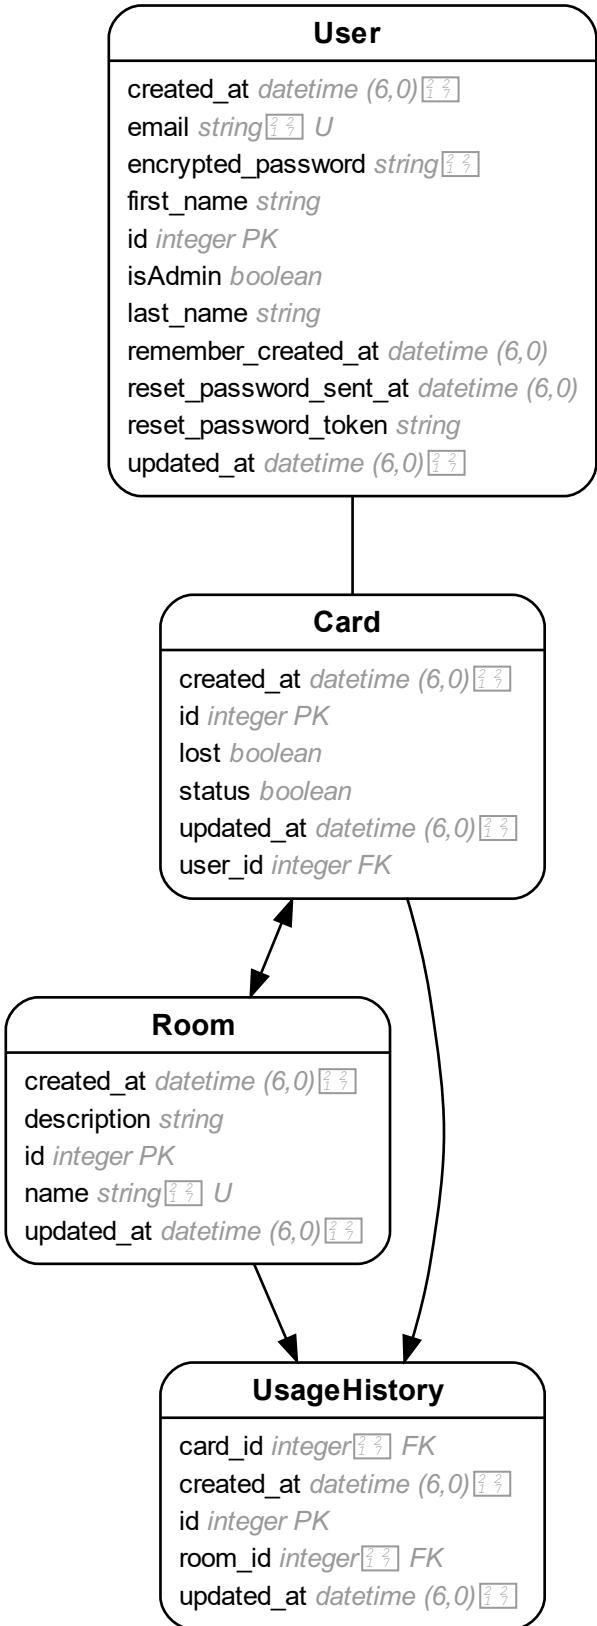 User
created_at datetime (6,0)
email string U
encrypted_password string
first_name string
id integer PK
isAdmin boolean
last_name string
remember_created_at datetime (6,0)
reset_password_sent_at datetime (6,0)
reset_password_token string
updated_at datetime (6,0)
Card
created_at datetime (6,0)
id integer PK
lost boolean
status boolean
updated_at datetime (6,0)
user_id integer FK
Room
created_at datetime (6,0)
description string
id integer PK
name string U
updated_at datetime (6,0)
UsageHistory
card_id integer FK
created_at datetime (6,0)
id integer PK
room_id integer FK
updated_at datetime (6,0)